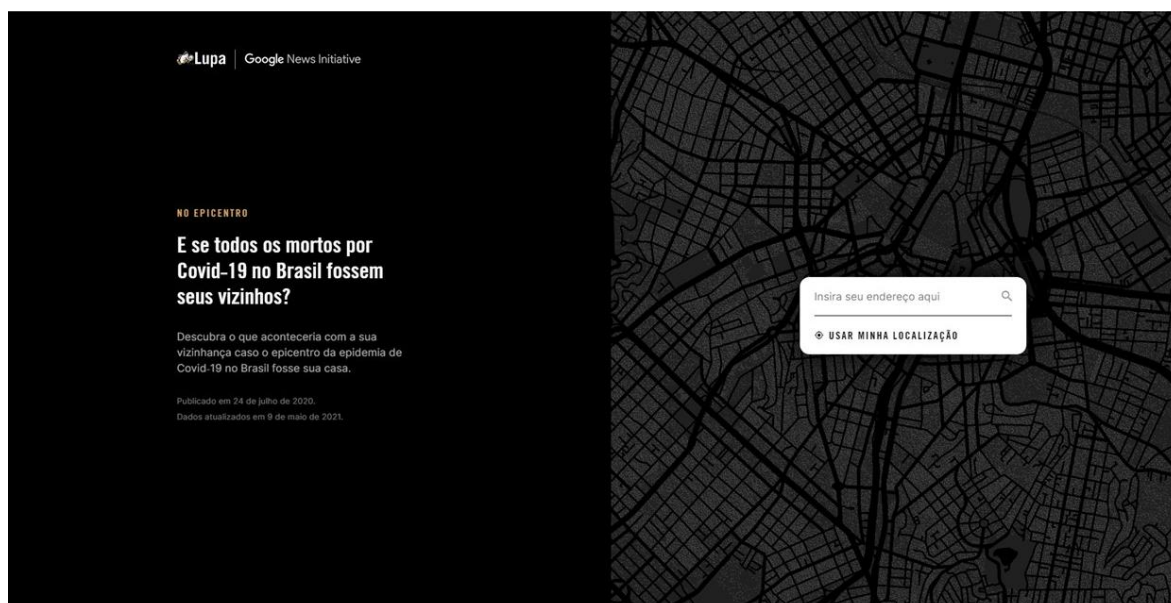 Lupa | Google News Initiative
NO EPICENTRO
E se todos os mortos por
Covid-19 no Brasil fossem
seus vizinhos?
Descubra o que aconteceria com a sua
vizinhança caso o epicentro da epidemia de
Covid-19 no Brasil fosse sua casa.
Publicado em 24 de julho de 2020.
Dados atualizados em 9 de maio de 2021.
Insira seu endereço aqui
USAR MINHA LOCALIZAÇÃO